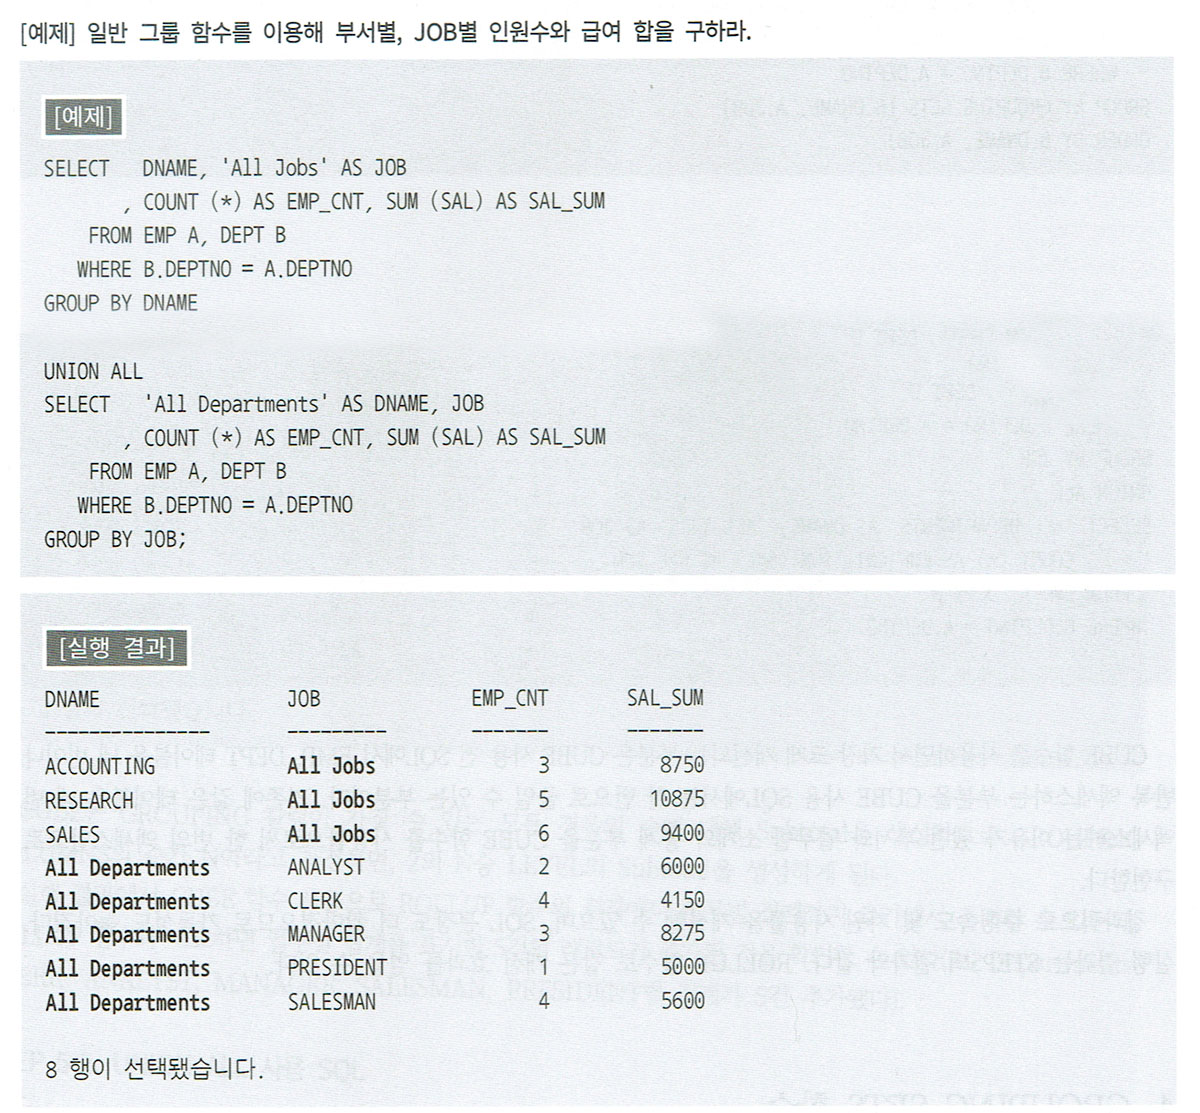 [예제] 일반 그룹 함수를 이용해 부서별, JOB별 인원수와 급여 합을 구하라.
[예제]
SELECT DNAME, 'All Jobs' AS JOB
, COUNT (*) AS EMP_CNT, SUM (SAL) AS SAL_SUM
FROM EMP A, DEPT B
WHERE B.DEPTNO = A.DEPTNO
GROUP BY DNAME
UNION ALL
SELECT 'All Departments' AS DNAME, JOB
, COUNT (*) AS EMP_CNT, SUM (SAL) AS SAL_SUM
FROM EMP A, DEPT B
WHERE B.DEPTNO = A.DEPTNO
GROUP BY JOB;
[실행 결과]
DNAME JOB EMP_CNT SAL_SUM
--------------- --------- ------- -------
ACCOUNTING All Jobs 3 8750
RESEARCH All Jobs 5 10875
SALES All Jobs 6 9400
All Departments ANALYST 2 6000
All Departments CLERK 4 4150
All Departments MANAGER 3 8275
All Departments PRESIDENT 1 5000
All Departments SALESMAN 4 5600
8 행이 선택됐습니다.